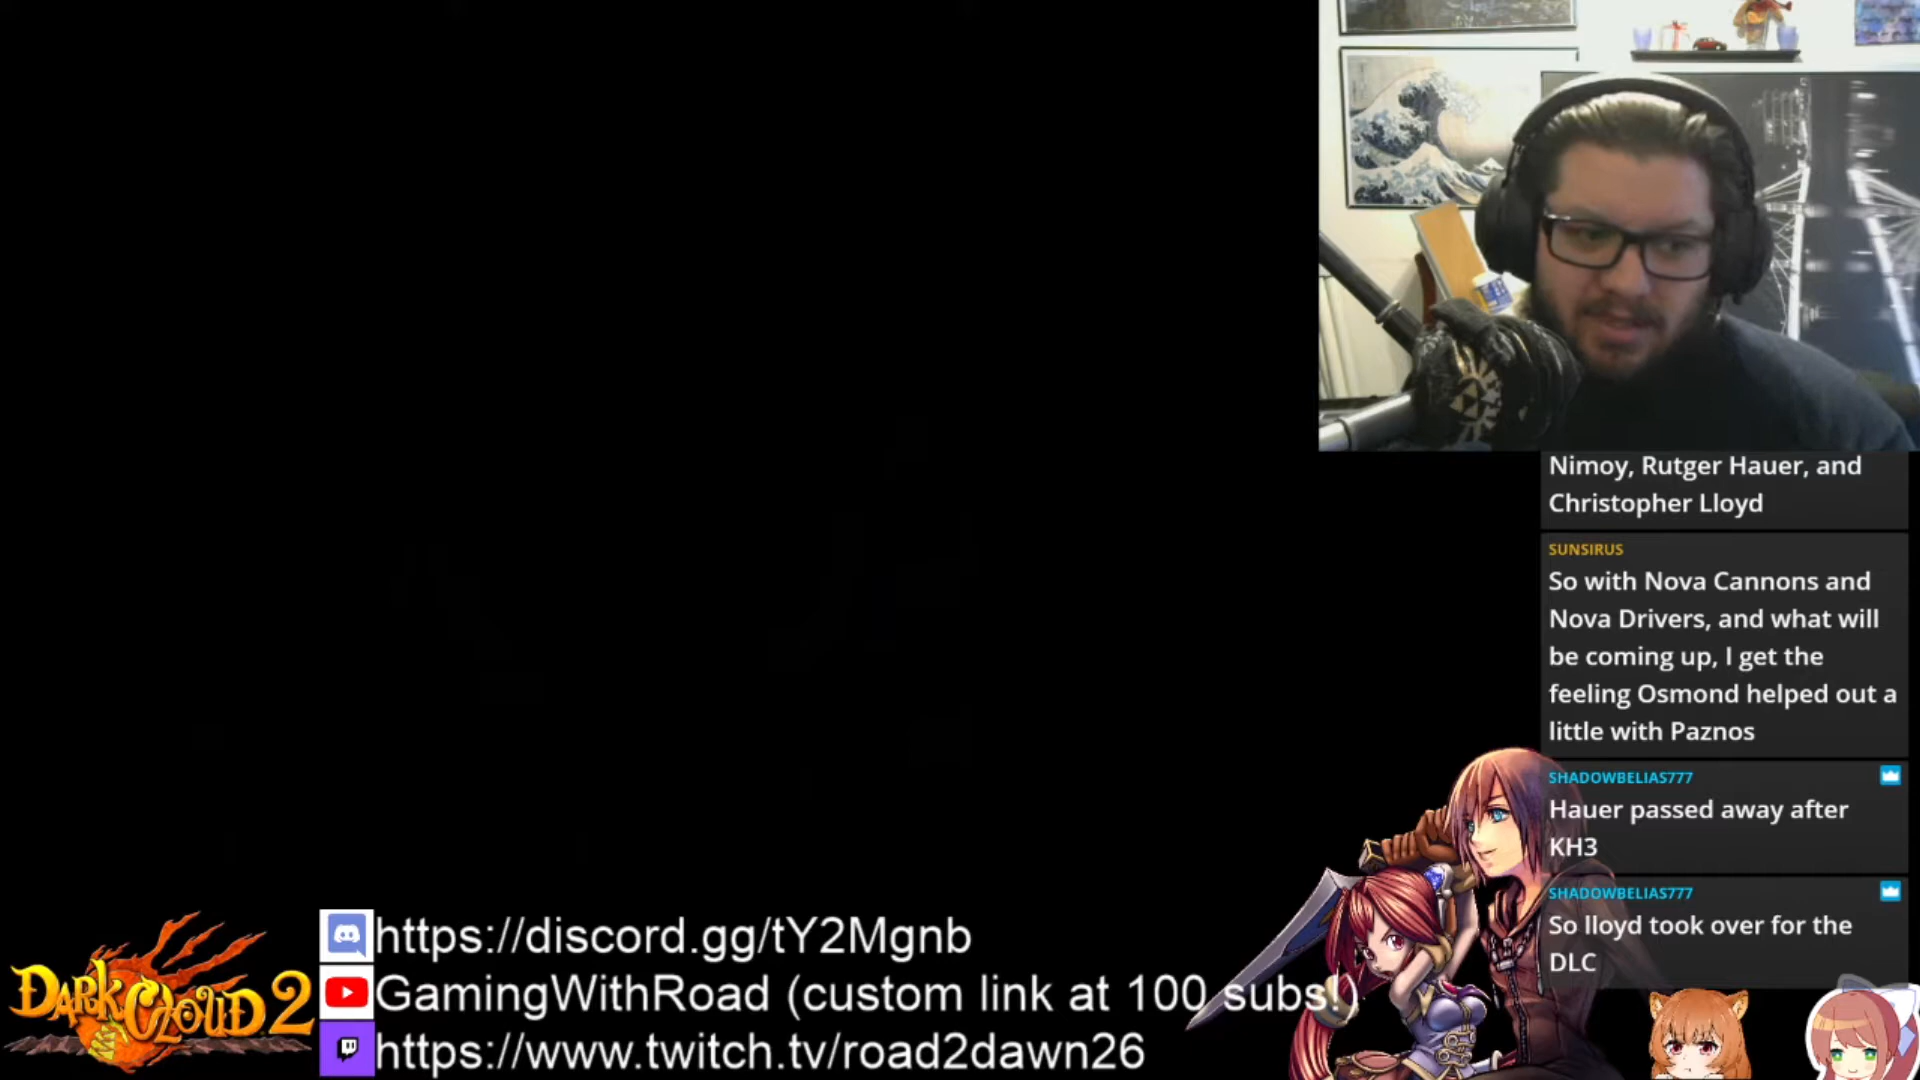 Nimoy, Rutger Hauer, and
Christopher Lloyd
SUNSIRUS
So with Nova Cannons and
Nova Drivers, and what will
be coming up, I get the
feeling Osmond helped out a
little with Paznos
SHADOWBELIAS777
Hauer passed away after
KH3
SHADOWBELIAS777
So lloyd took over for the
DLC
DARK CLOUD 2
https://discord.gg/tY2Mgnb
GamingWithRoad (custom link at 100 subs!)
https://www.twitch.tv/road2dawn26